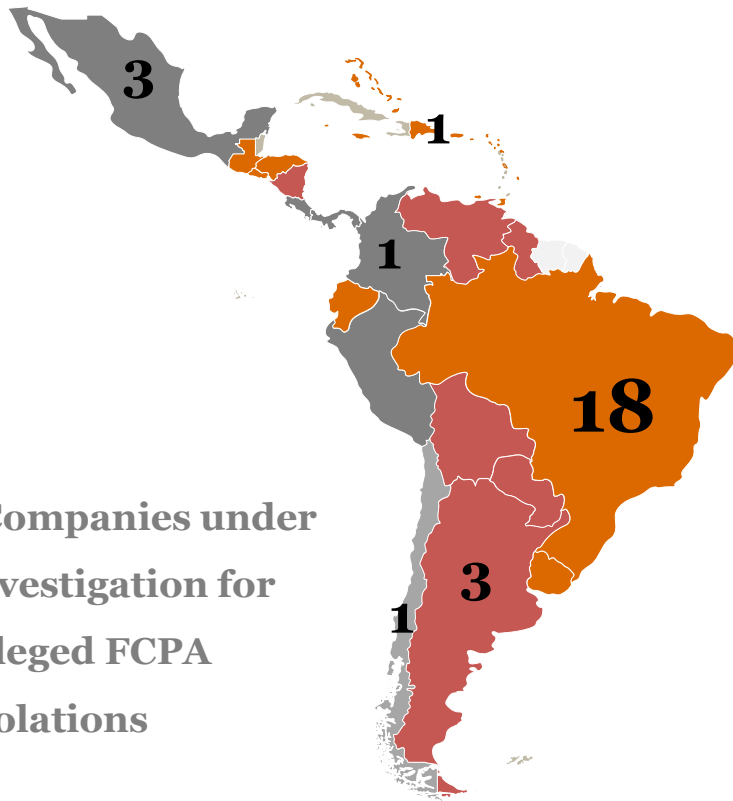 3
1
1
18
Companies under
vestigation for
leged FCPA
olations
3
1